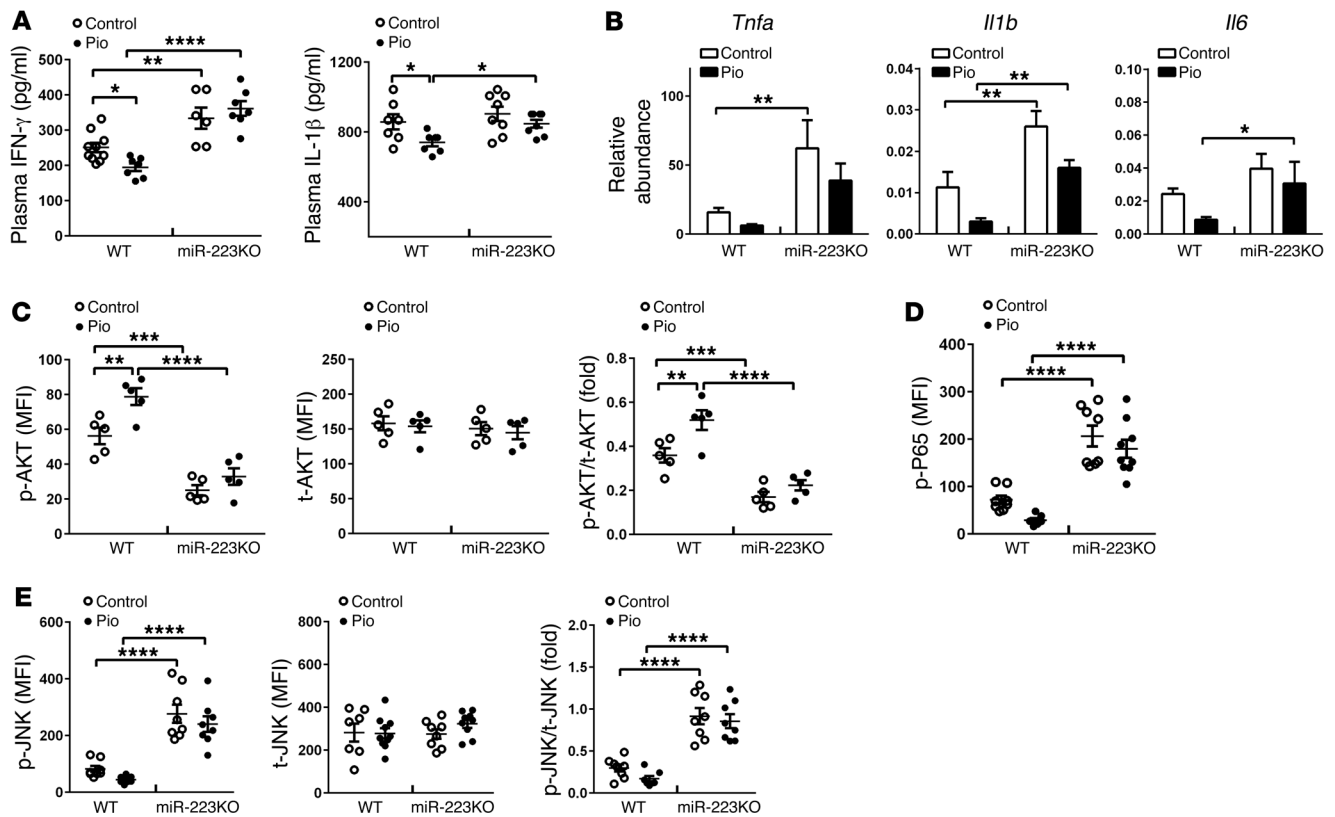 A
Control
Pio
Plasma IFN-γ (pg/ml)
500
400
300
200
100
0
*
**
****
WT miR-223KO
Control
Pio
Plasma IL-1β (pg/ml)
1200
800
400
*
*
WT miR-223KO
B
Tnfa
Control
Pio
Relative
abundance
100
50
0
**
WT miR-223KO
Il1b
Control
Pio
0.04
0.03
0.02
0.01
0.00
**
**
WT miR-223KO
Il6
Control
Pio
0.10
0.08
0.06
0.04
0.02
0.00
*
WT miR-223KO
C
Control
Pio
p-AKT (MFI)
100
80
60
40
20
0
***
**
****
WT miR-223KO
Control
Pio
t-AKT (MFI)
250
200
150
100
50
0
WT miR-223KO
Control
Pio
p-AKT/t-AKT (fold)
0.8
0.6
0.4
0.2
0.0
***
**
****
WT miR-223KO
D
Control
Pio
p-P65 (MFI)
400
300
200
100
0
****
****
WT miR-223KO
E
Control
Pio
p-JNK (MFI)
600
400
200
0
****
****
WT miR-223KO
Control
Pio
t-JNK (MFI)
800
600
400
200
0
WT miR-223KO
Control
Pio
p-JNK/t-JNK (fold)
2.0
1.5
1.0
0.5
0.0
****
****
WT miR-223KO